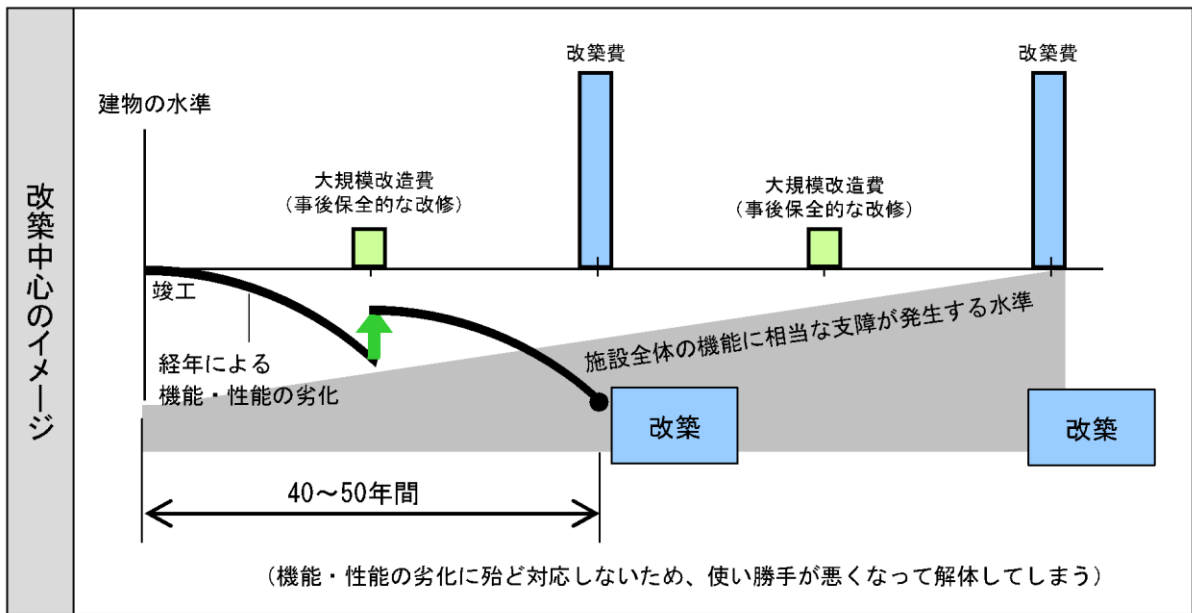 改築中心のイメージ
改築費
改築費
建物の水準
大規模改造費
（事後保全的な改修）
大規模改造費
（事後保全的な改修）
竣工
経年による
機能・性能の劣化
施設全体の機能に相当な支障が発生する水準
改築
改築
40～50年間
（機能・性能の劣化に殆ど対応しないため、使い勝手が悪くなって解体してしまう）